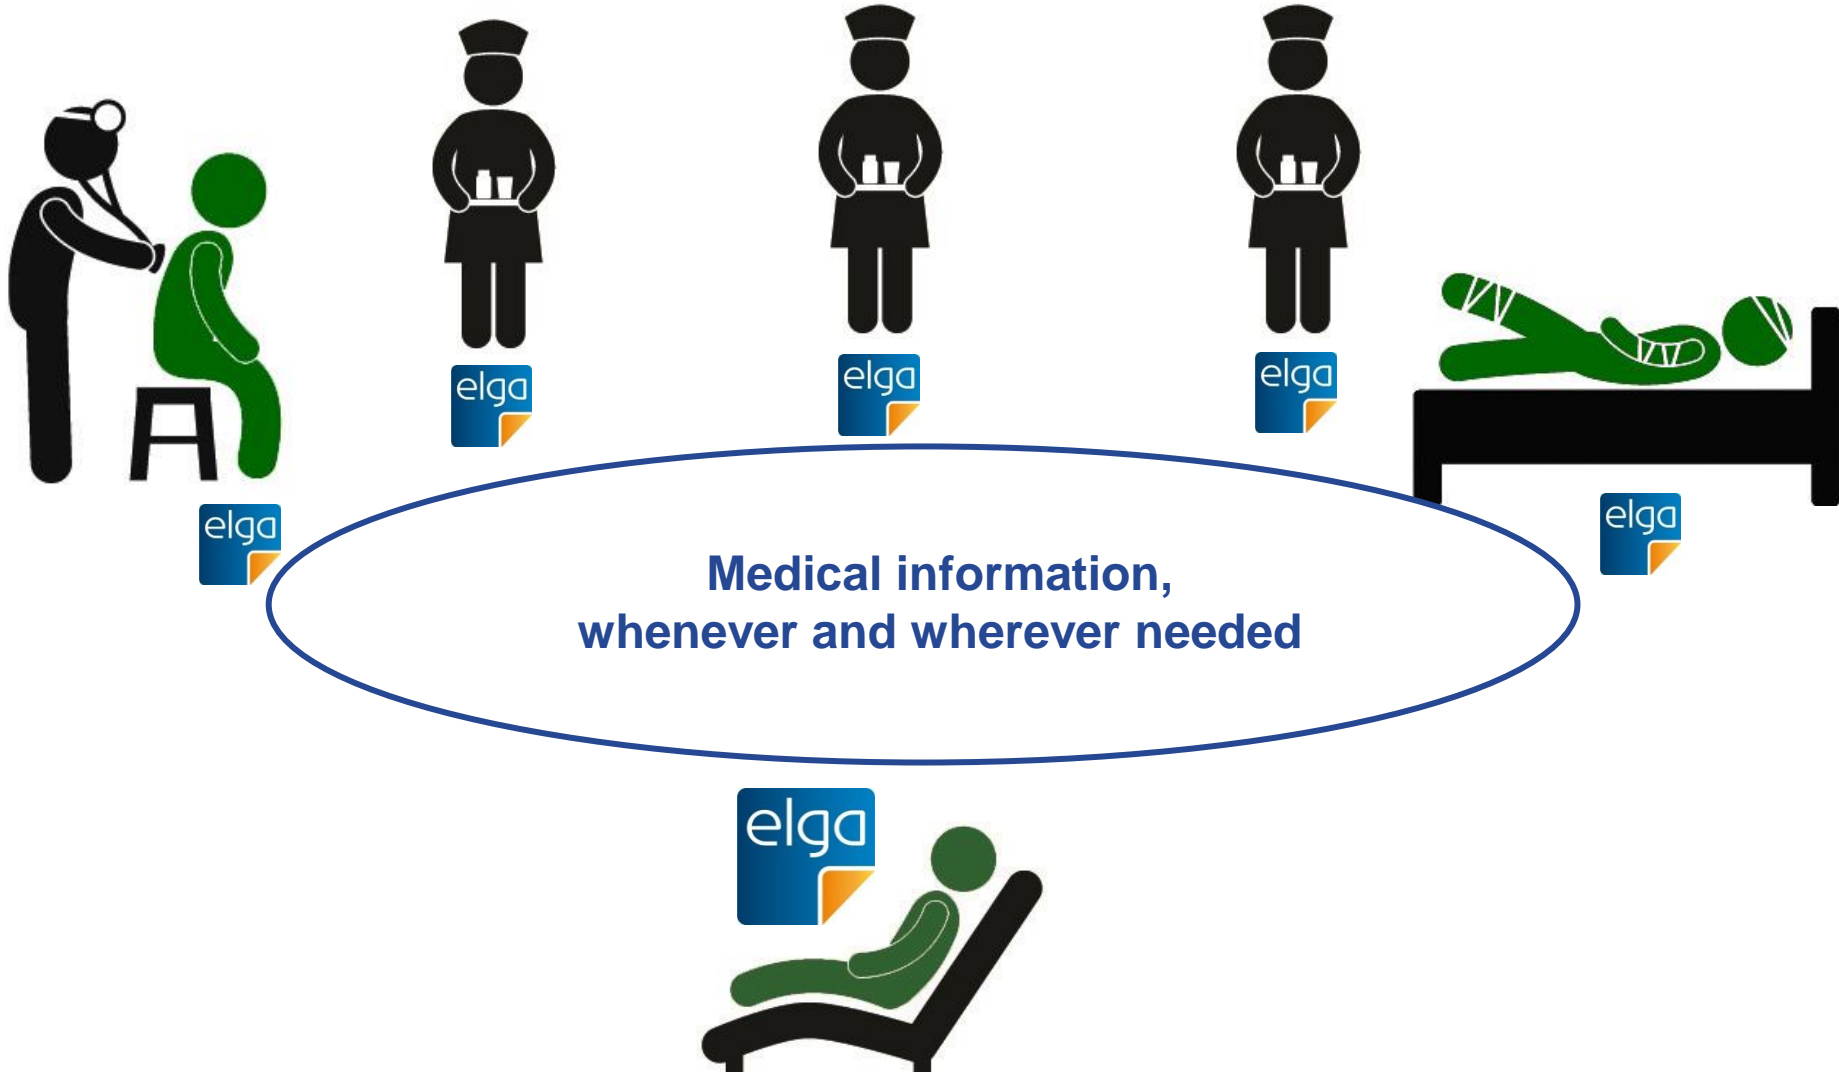 elga
elga
elga
elga
elga
Medical information,
whenever and wherever needed
elga